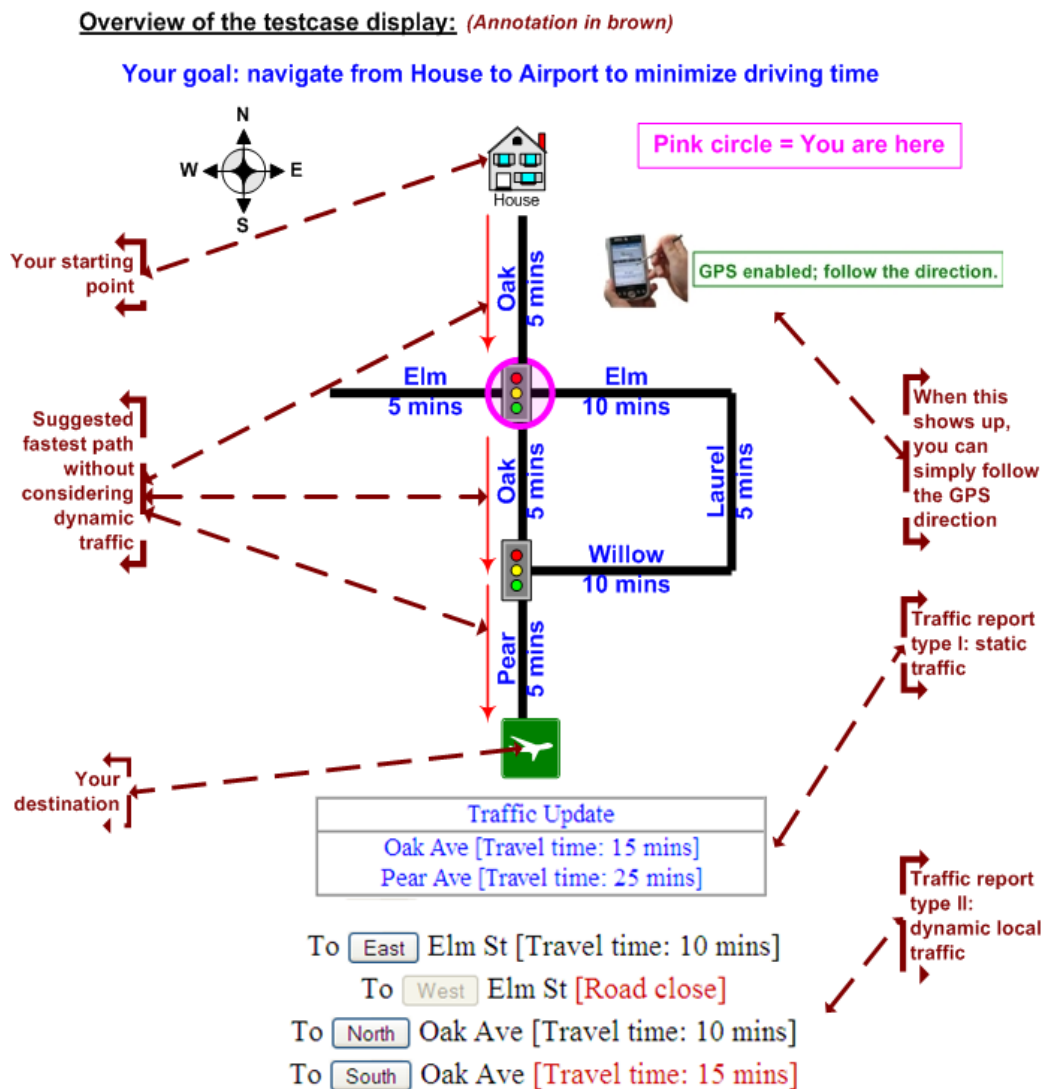 Overview of the testcase display: (Annotation in brown)
Your goal: navigate from House to Airport to minimize driving time
N
W
E
S
Pink circle = You are here
House
Your starting
point
Oak
5 mins
GPS enabled; follow the direction.
Elm
5 mins
Elm
10 mins
Suggested
fastest path
without
considering
dynamic
traffic
When this
shows up,
you can
simply follow
the GPS
direction
Oak
5 mins
Laurel
5 mins
Willow
10 mins
Traffic report
type I: static
traffic
Pear
5 mins
Your
destination
Traffic Update
Oak Ave [Travel time: 15 mins]
Pear Ave [Travel time: 25 mins]
Traffic report
type II:
dynamic local
traffic
To East Elm St [Travel time: 10 mins]
To West Elm St [Road close]
To North Oak Ave [Travel time: 10 mins]
To South Oak Ave [Travel time: 15 mins]